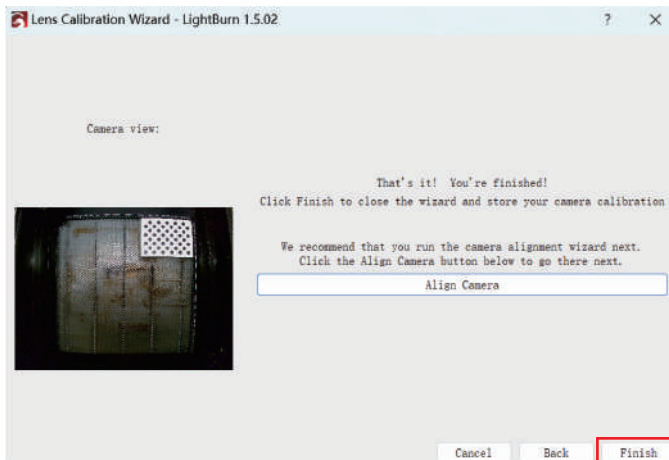 Lens Calibration Wizard - LightBurn 1.5.02
Camera view:
That's it! You're finished!
Click Finish to close the wizard and store your camera calibration
We recommend that you run the camera alignment wizard next.
Click the Align Camera button below to go there next.
Align Camera
Cancel Back Finish